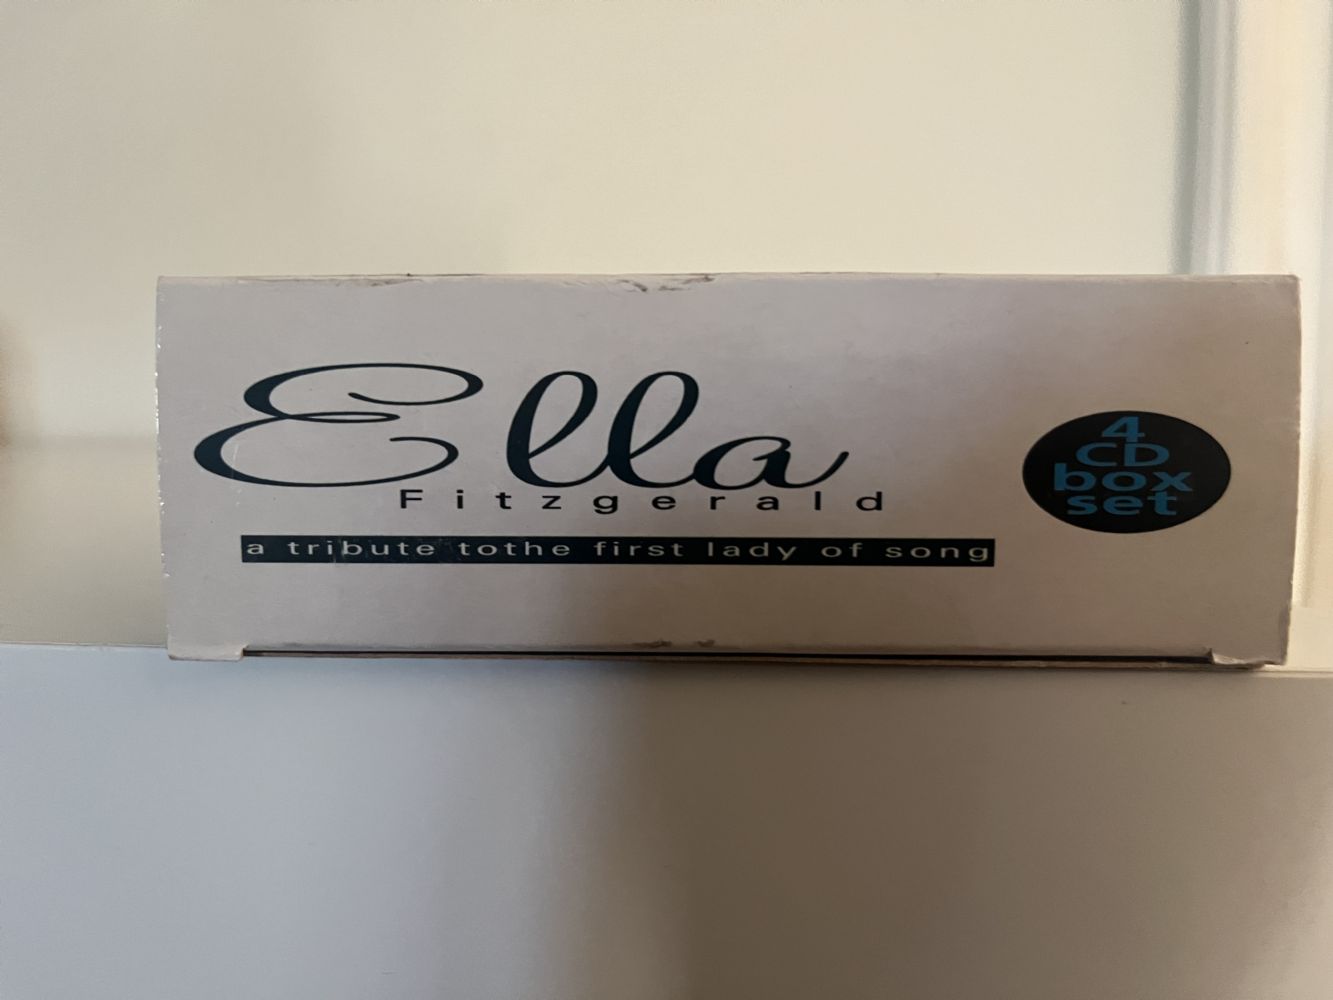 Ella
Fitzgerald
a tribute tothe first lady of song
4
CD
box
set